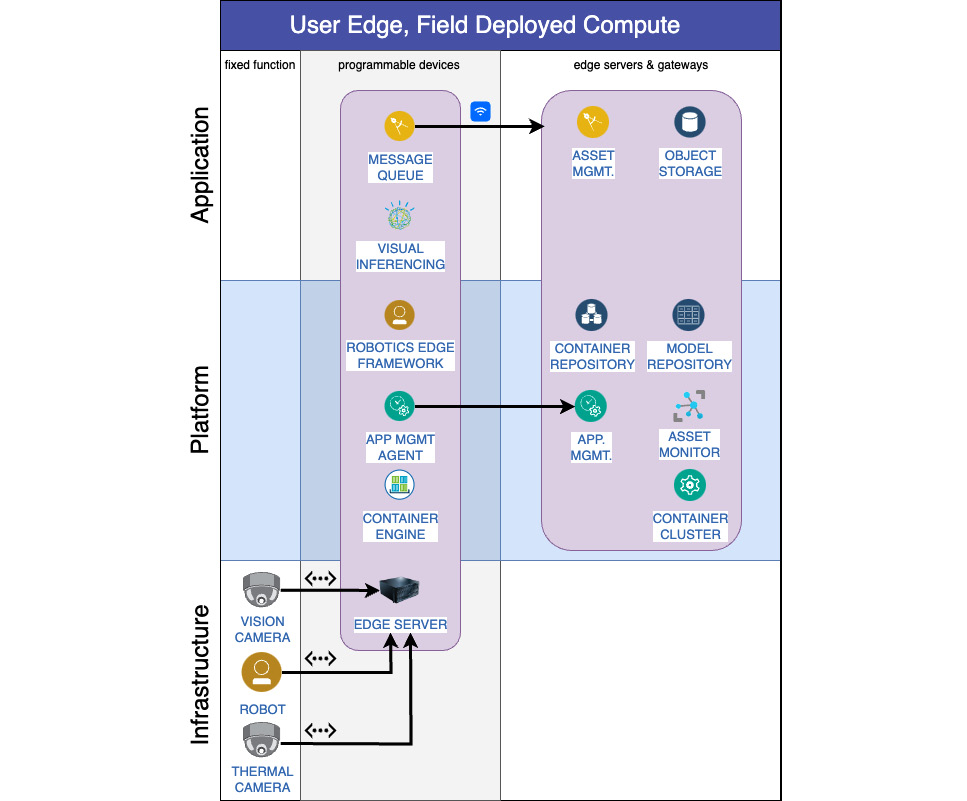 User Edge, Field Deployed Compute
fixed function
programmable devices
edge servers & gateways
Application
MESSAGE
QUEUE
ASSET
MGMT.
OBJECT
STORAGE
VISUAL
INFERENCING
Platform
ROBOTICS EDGE
FRAMEWORK
CONTAINER
REPOSITORY
MODEL
REPOSITORY
APP MGMT
AGENT
APP.
MGMT.
ASSET
MONITOR
CONTAINER
ENGINE
CONTAINER
CLUSTER
Infrastructure
VISION
CAMERA
EDGE SERVER
ROBOT
THERMAL
CAMERA